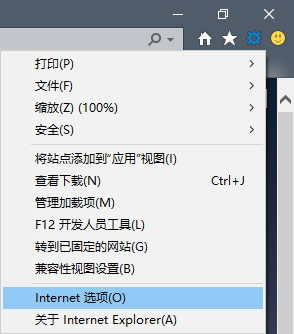 打印(P)
文件(F)
缩放(Z) (100%)
安全(S)
将站点添加到“应用”视图(I)
查看下载(N) Ctrl+J
管理加载项(M)
F12 开发人员工具(L)
转到已固定的网站(G)
兼容性视图设置(B)
Internet 选项(O)
关于 Internet Explorer(A)